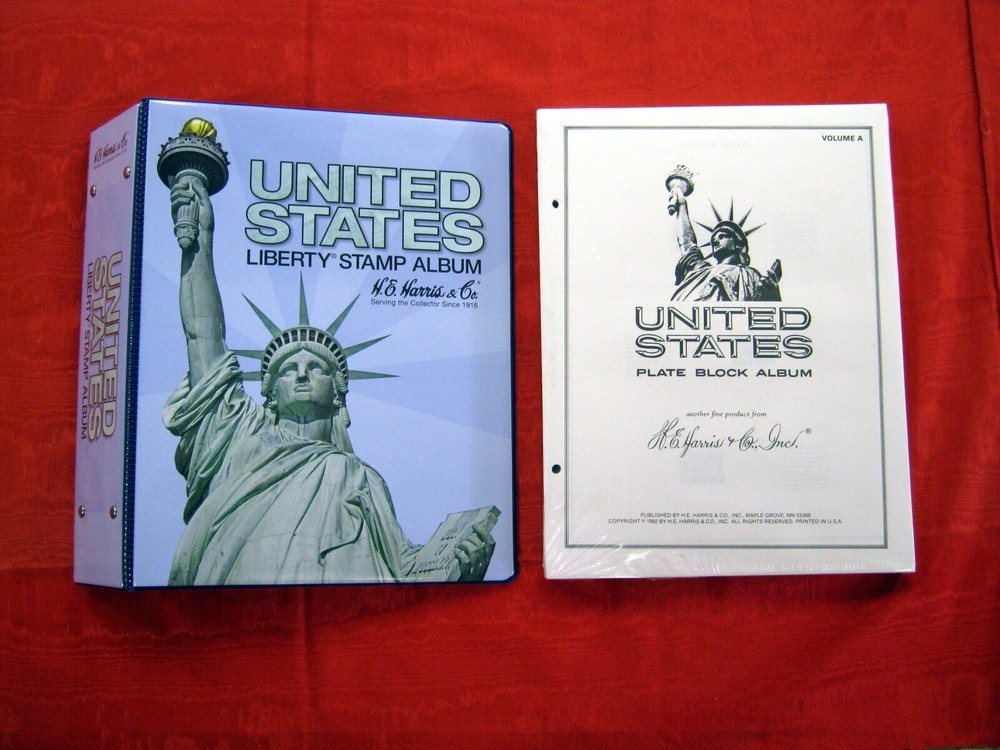 H.E. Harris & Co.
UNITED
STATES
LIBERTY STAMP ALBUM
UNITED
STATES
LIBERTY® STAMP ALBUM
H.E. Harris & Co.®
Serving the Collector Since 1916
VOLUME A
UNITED
STATES
PLATE BLOCK ALBUM
another fine product from
H.E. Harris & Co., Inc.®
PUBLISHED BY H.E. HARRIS & CO., INC., MAPLE GROVE, MN 55369
COPYRIGHT © 1992 BY H.E. HARRIS & CO., INC. ALL RIGHTS RESERVED. PRINTED IN U.S.A.